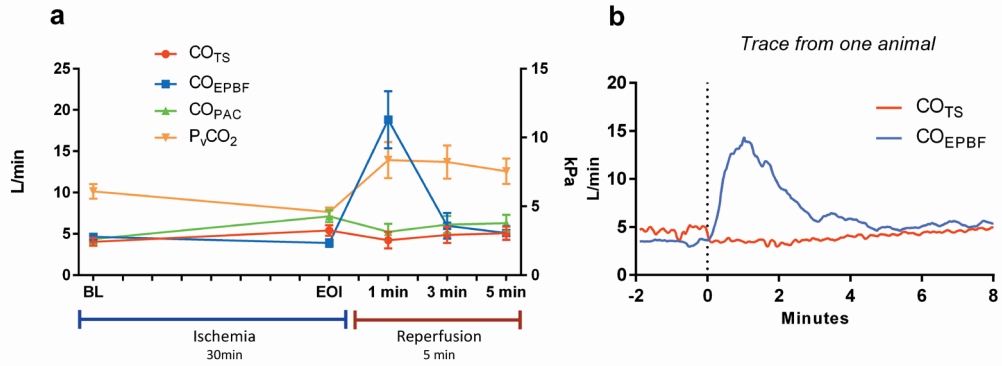 a
CO_TS
CO_EPBF
CO_PAC
P_vCO_2
25
20
15
10
5
0
L/min
15
10
5
0
kPa
BL EOI 1 min 3 min 5 min
Ischemia
30min
Reperfusion
5 min
b
Trace from one animal
CO_TS
CO_EPBF
20
15
10
5
0
L/min
-2 0 2 4 6 8
Minutes